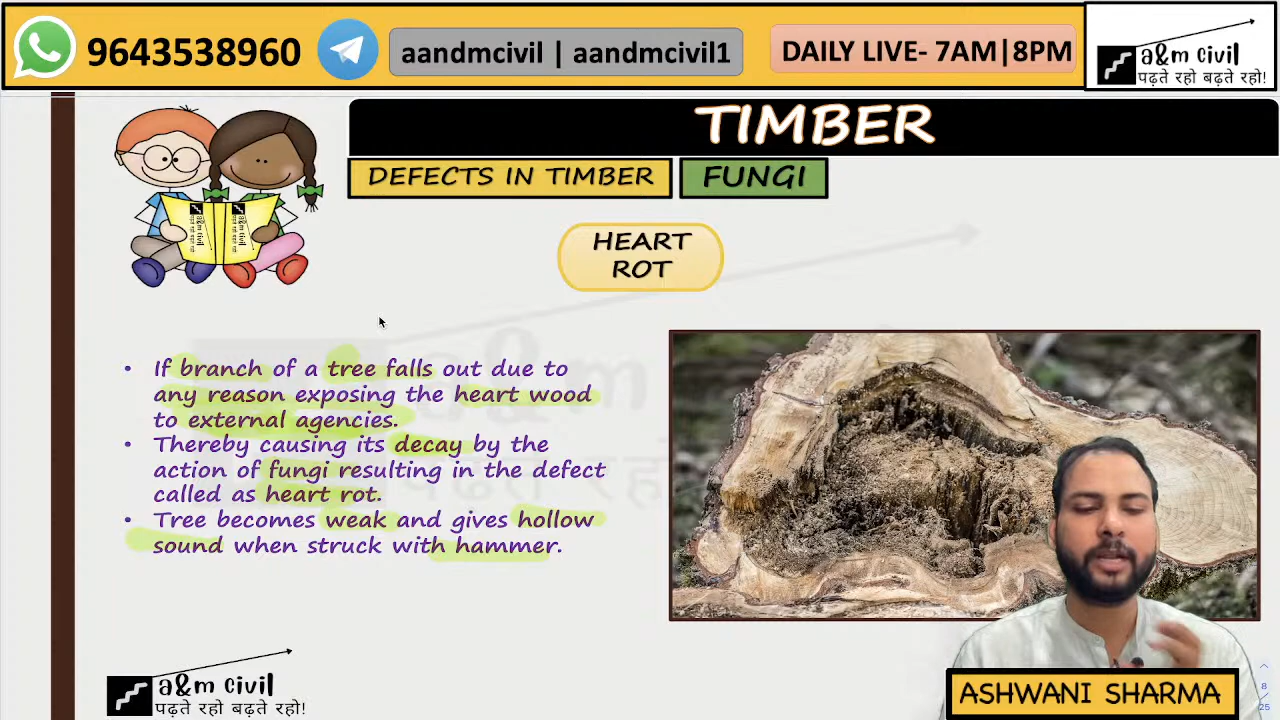 9643538960
aandmcivil | aandmcivil1
DAILY LIVE- 7AM|8PM
a&m civil
पढ़ते रहो बढ़ते रहो!
TIMBER
DEFECTS IN TIMBER
FUNGI
HEART
ROT
• If branch of a tree falls out due to
any reason exposing the heart wood
to external agencies.
• Thereby causing its decay by the
action of fungi resulting in the defect
called as heart rot.
• Tree becomes weak and gives hollow
sound when struck with hammer.
a&m civil
पढ़ते रहो बढ़ते रहो!
ASHWANI SHARMA
8
25